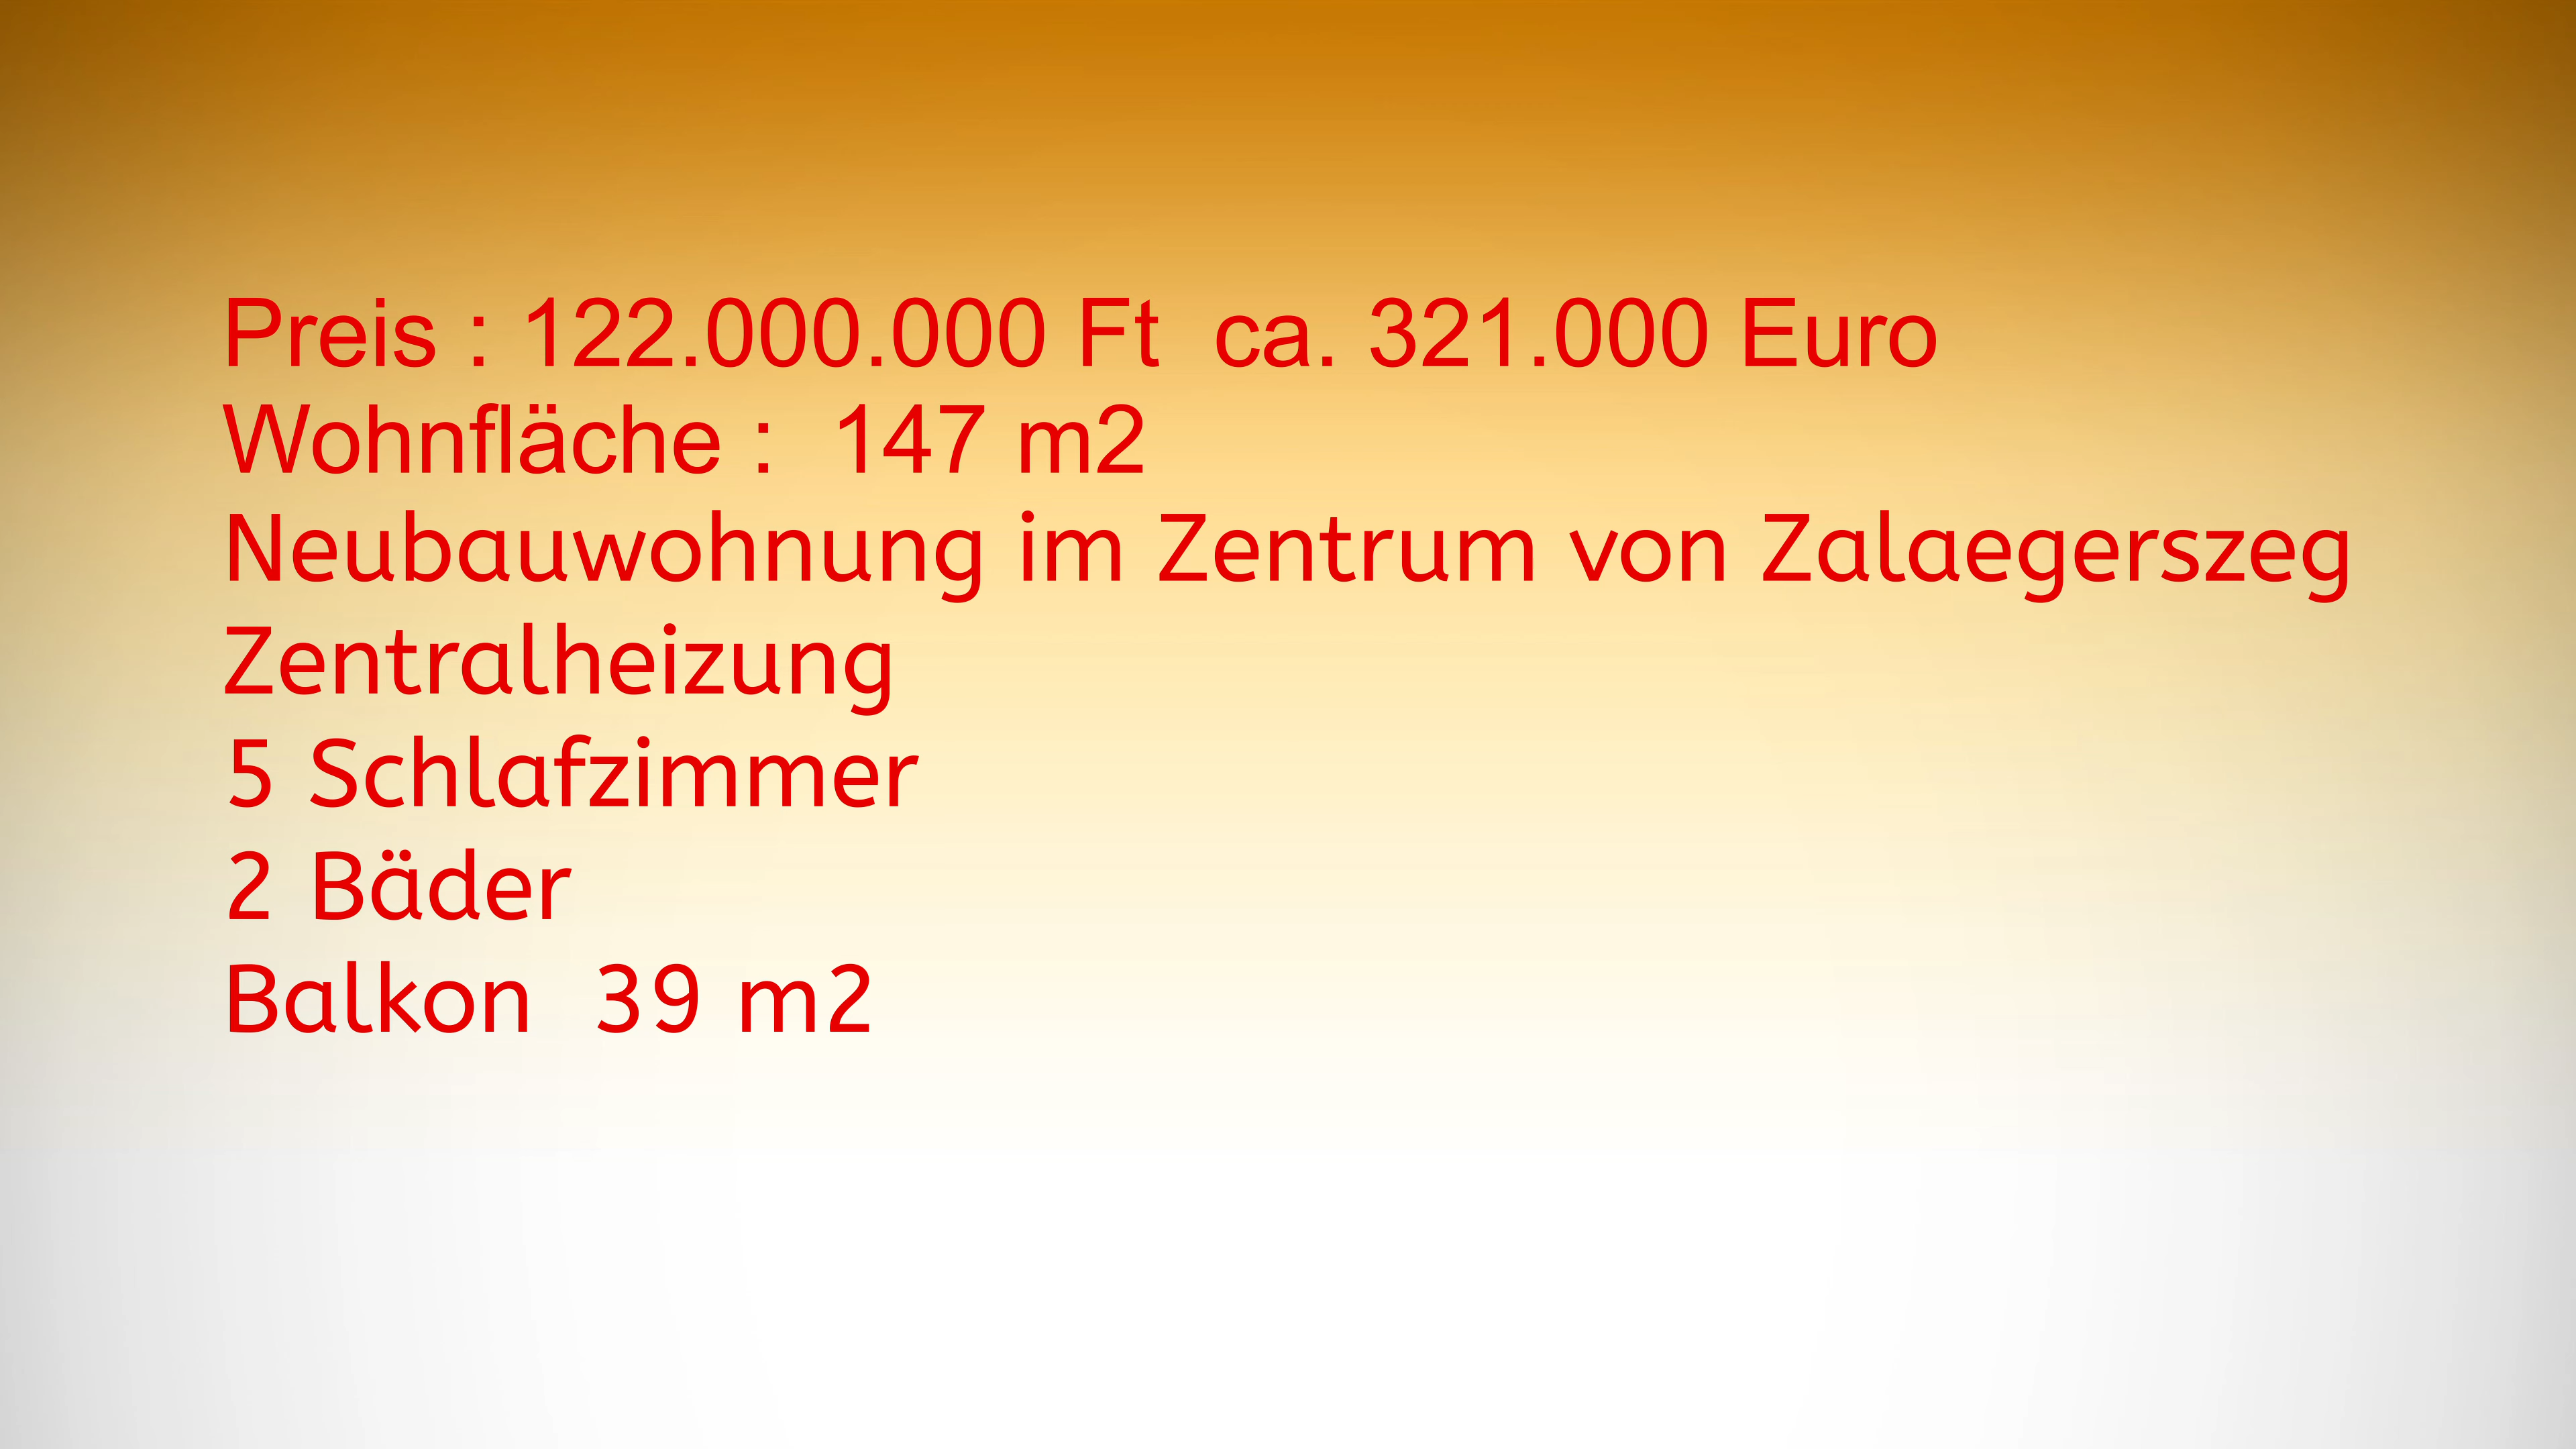 Preis : 122.000.000 Ft  ca. 321.000 Euro
Wohnfläche :  147 m2
Neubauwohnung im Zentrum von Zalaegerszeg
Zentralheizung
5 Schlafzimmer
2 Bäder
Balkon  39 m2